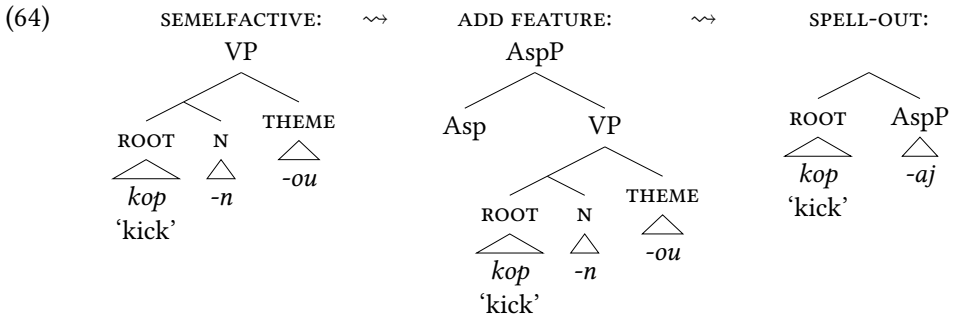 (64) SEMELFACTIVE: ⇝ ADD FEATURE: ⇝ SPELL-OUT:
VP AspP
Asp VP
ROOT N THEME
kop -n -ou
‘kick’
ROOT N THEME
kop -n -ou
‘kick’
ROOT AspP
kop -aj
‘kick’